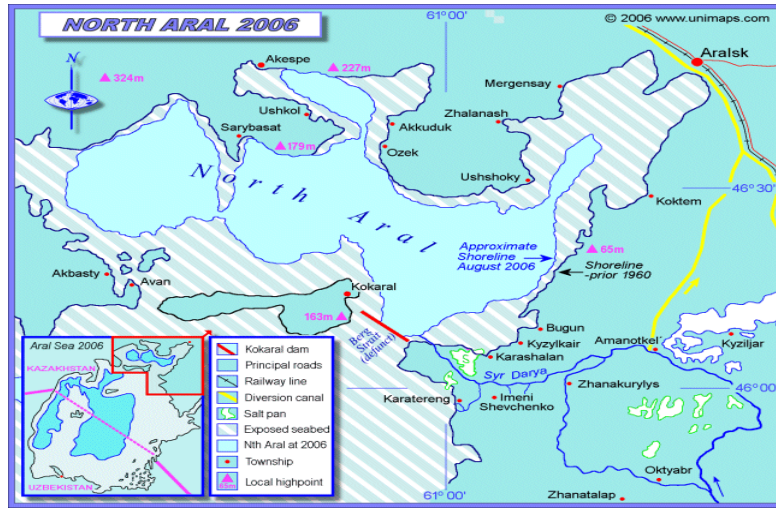 NORTH ARAL 2006
61° 00'
© 2006 www.unimaps.com
Aralsk
N
324m
Akespe
227m
Mergensay
Ushkol
Zhalanash
Akkuduk
Sarybasat
179m
Ozek
Ushshoky
46° 30'
Koktem
North Aral
Approximate
Shoreline
August 2006
65m
Shoreline
-prior 1960
Akbasty
Avan
Kokaral
163m
Berg
Strait
(defunct)
Bugun
Kyzylkair
Karashalan
Amanotkel'
Kyziljar
Syr Darya
Zhanakurylys
46° 00'
Karatereng
Imeni
Shevchenko
Oktyabr
61° 00'
Zhanatalap
Aral Sea 2006
KAZAKHSTAN
UZBEKISTAN
Kokaral dam
Principal roads
Railway line
Diversion canal
Salt pan
Exposed seabed
Nth Aral at 2006
Township
65m
Local highpoint